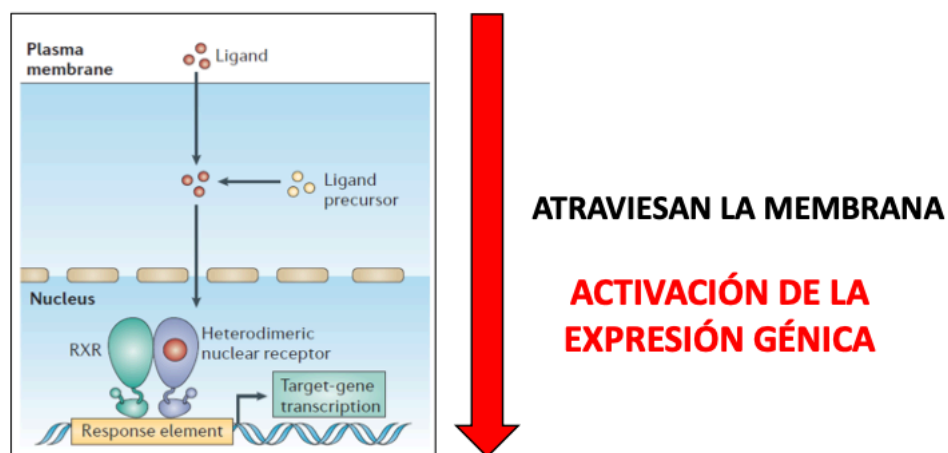 Plasma
membrane
Ligand
Ligand
precursor
Nucleus
RXR
Heterodimeric
nuclear receptor
Target-gene
transcription
Response element
ATRAVIESAN LA MEMBRANA
ACTIVACIÓN DE LA
EXPRESIÓN GÉNICA